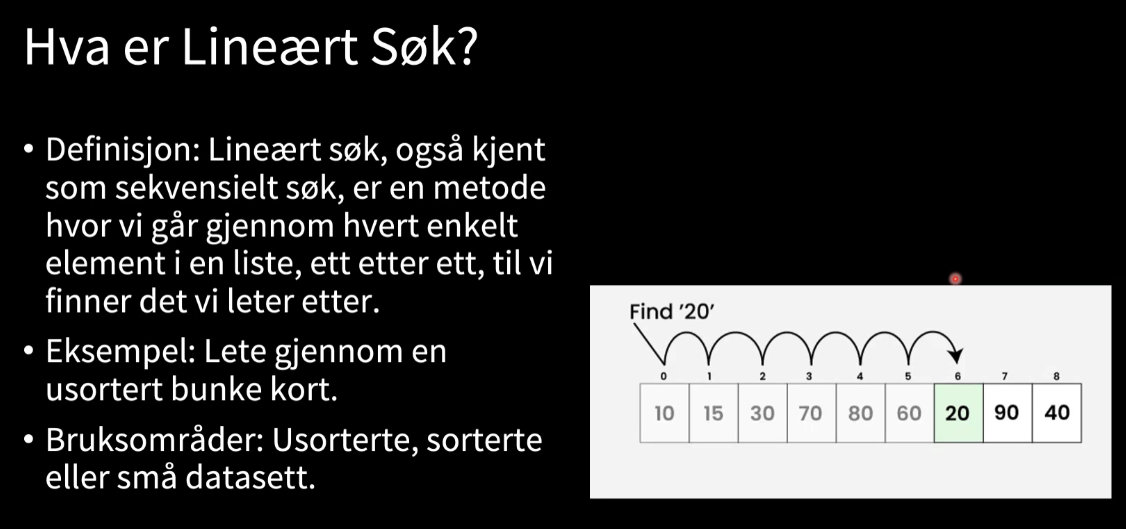 Hva er Lineært Søk?
• Definisjon: Lineært søk, også kjent
som sekvensielt søk, er en metode
hvor vi går gjennom hvert enkelt
element i en liste, ett etter ett, til vi
finner det vi leter etter.
• Eksempel: Lete gjennom en
usortert bunke kort.
• Bruksområder: Usorterte, sorterte
eller små datasett.
Find '20'
0 1 2 3 4 5 6 7 8
10 15 30 70 80 60 20 90 40